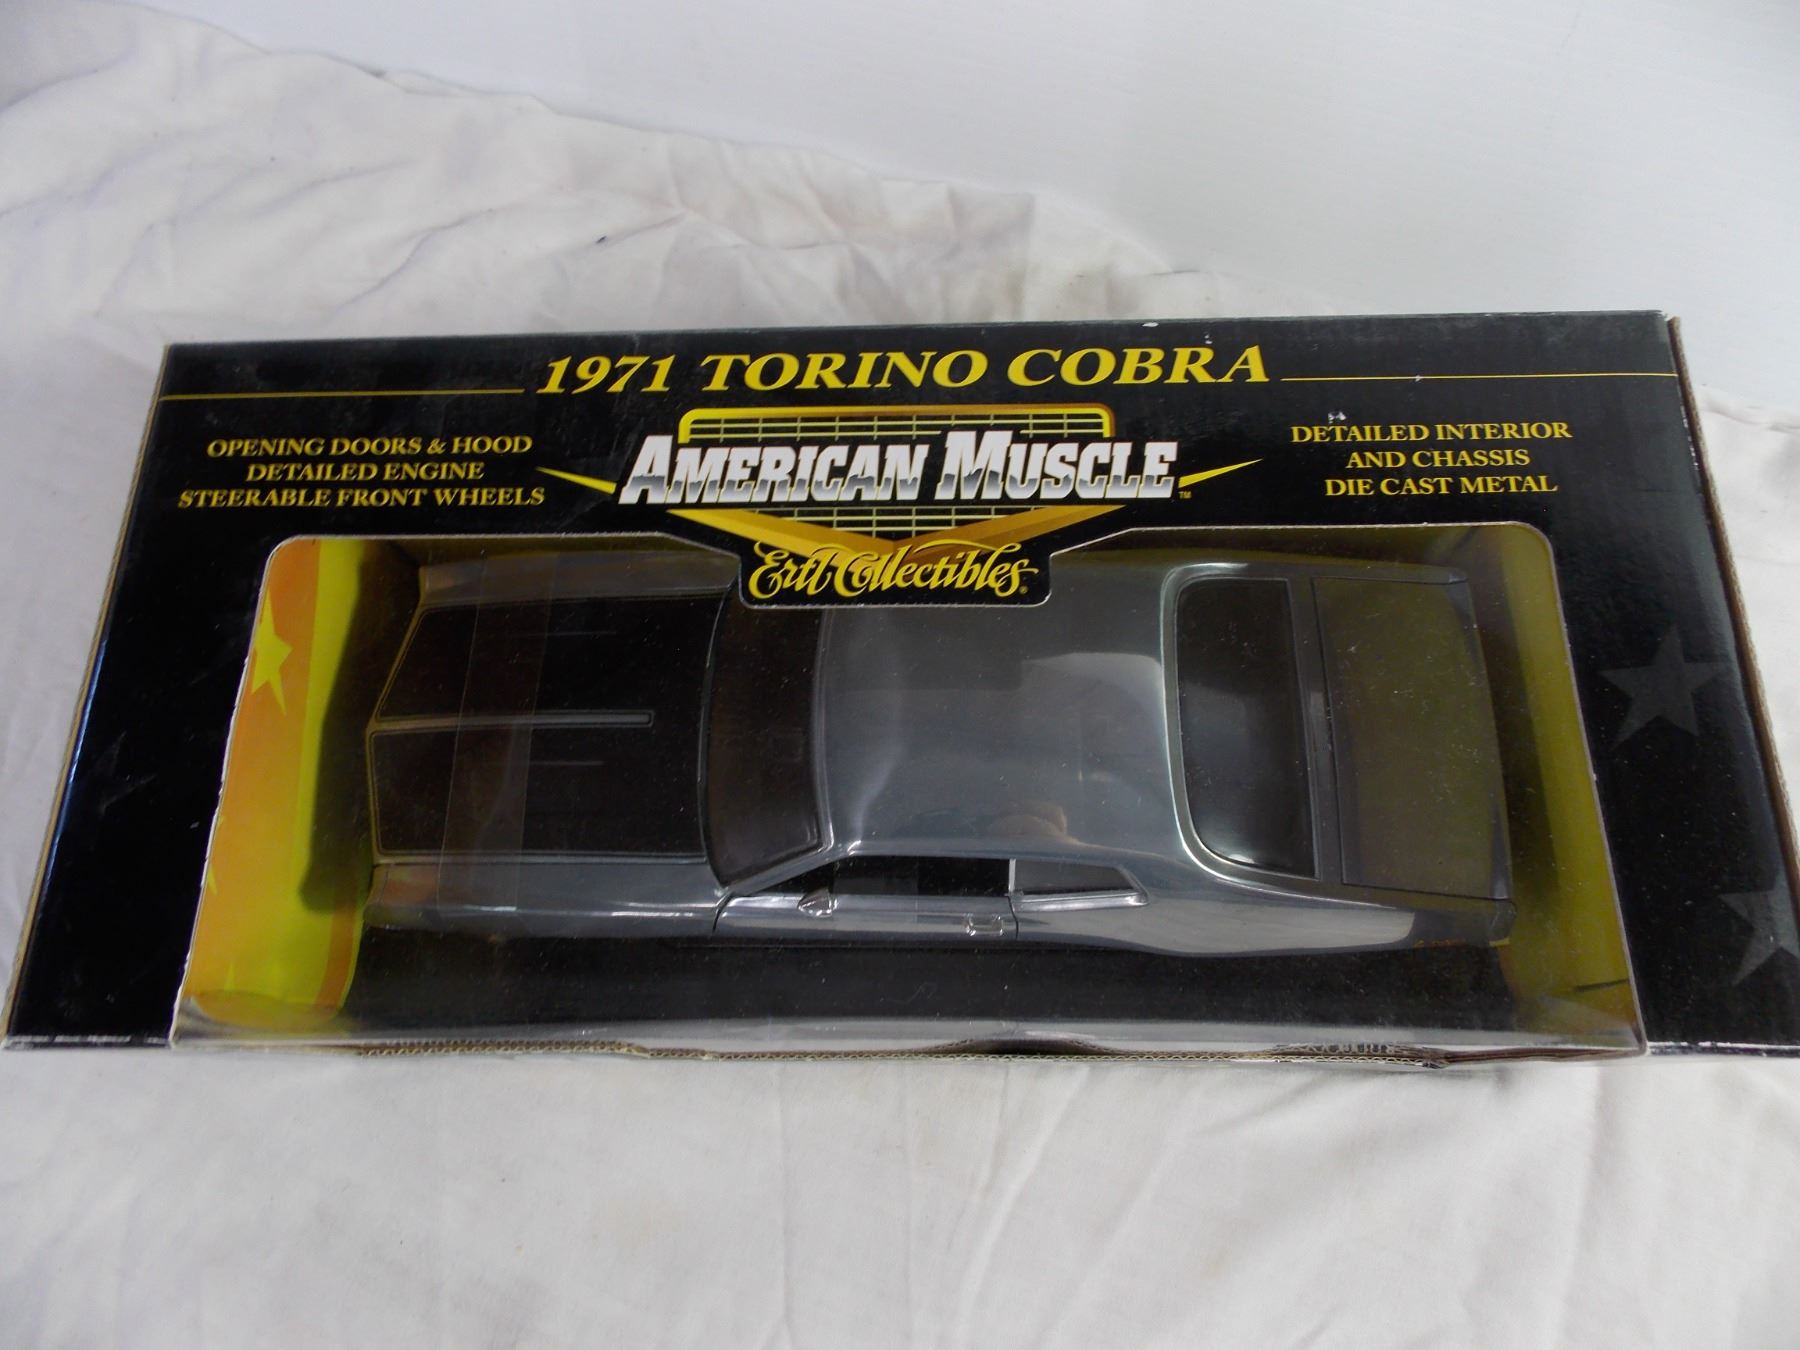 1971 TORINO COBRA
OPENING DOORS & HOOD
DETAILED ENGINE
STEERABLE FRONT WHEELS
AMERICAN MUSCLE™
DETAILED INTERIOR
AND CHASSIS
DIE CAST METAL
Ertl Collectibles®